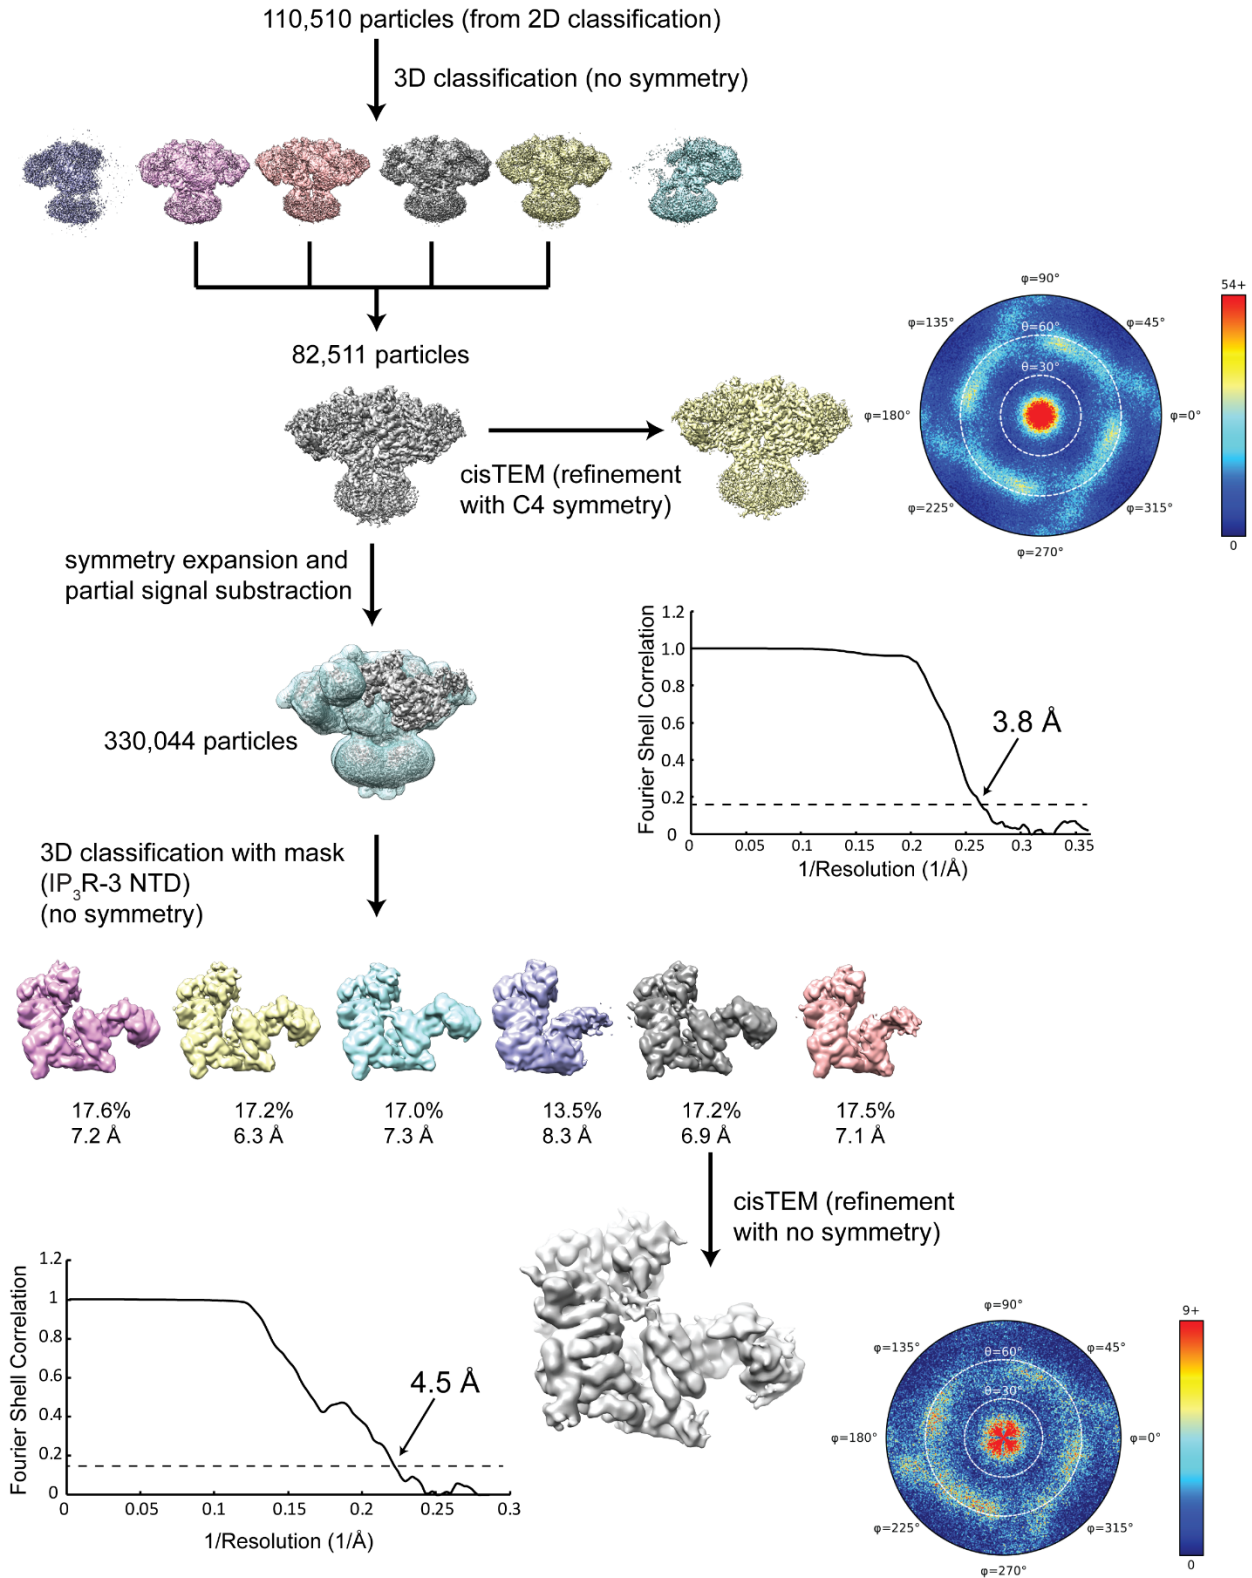 110,510 particles (from 2D classification)
3D classification (no symmetry)
82,511 particles
cisTEM (refinement
with C4 symmetry)
φ=90°
φ=135°
φ=45°
θ=60°
θ=30°
φ=180°
φ=0°
φ=225°
φ=315°
φ=270°
54+
0
symmetry expansion and
partial signal substraction
330,044 particles
Fourier Shell Correlation
1.2
1.0
0.8
0.6
0.4
0.2
0
3.8 Å
0 0.05 0.1 0.15 0.2 0.25 0.3 0.35
1/Resolution (1/Å)
3D classification with mask
(IP3R-3 NTD)
(no symmetry)
17.6% 17.2% 17.0% 13.5% 17.2% 17.5%
7.2 Å 6.3 Å 7.3 Å 8.3 Å 6.9 Å 7.1 Å
cisTEM (refinement
with no symmetry)
Fourier Shell Correlation
1.2
1
0.8
0.6
0.4
0.2
0
4.5 Å
0 0.05 0.1 0.15 0.2 0.25 0.3
1/Resolution (1/Å)
φ=90°
φ=135°
φ=45°
θ=60°
θ=30°
φ=180°
φ=0°
φ=225°
φ=315°
φ=270°
9+
0